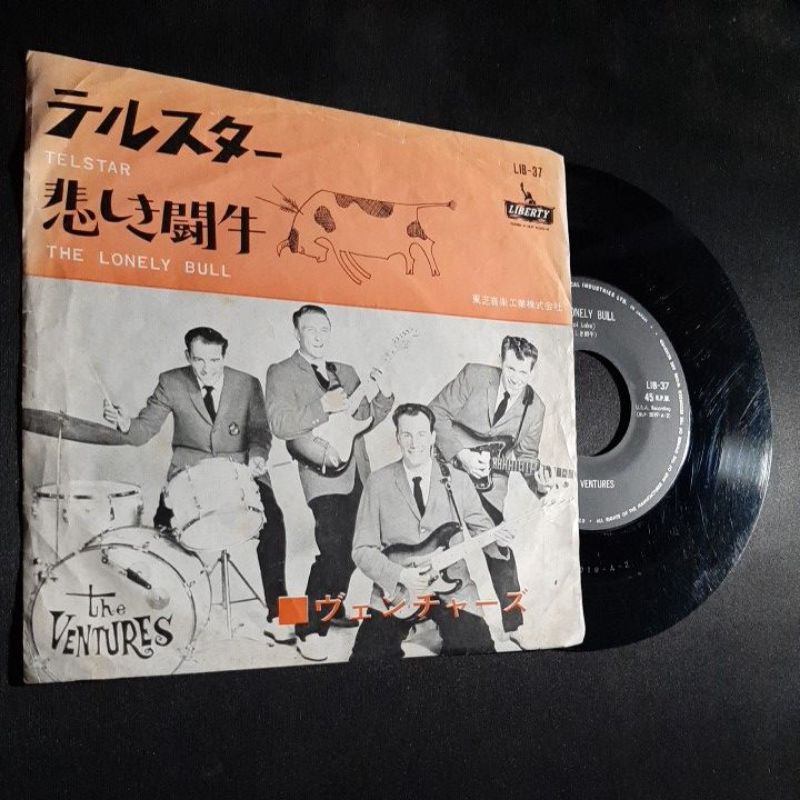 テルスター
TELSTAR
LIB-37
LIBERTY
悲しき闘牛
THE LONELY BULL
東芝音楽工業株式会社
the
VENTURES
ヴェンチャーズ
ONELY BULL
LIB-37
45 R.P.M.
U.S.A. Recording
VENTURES